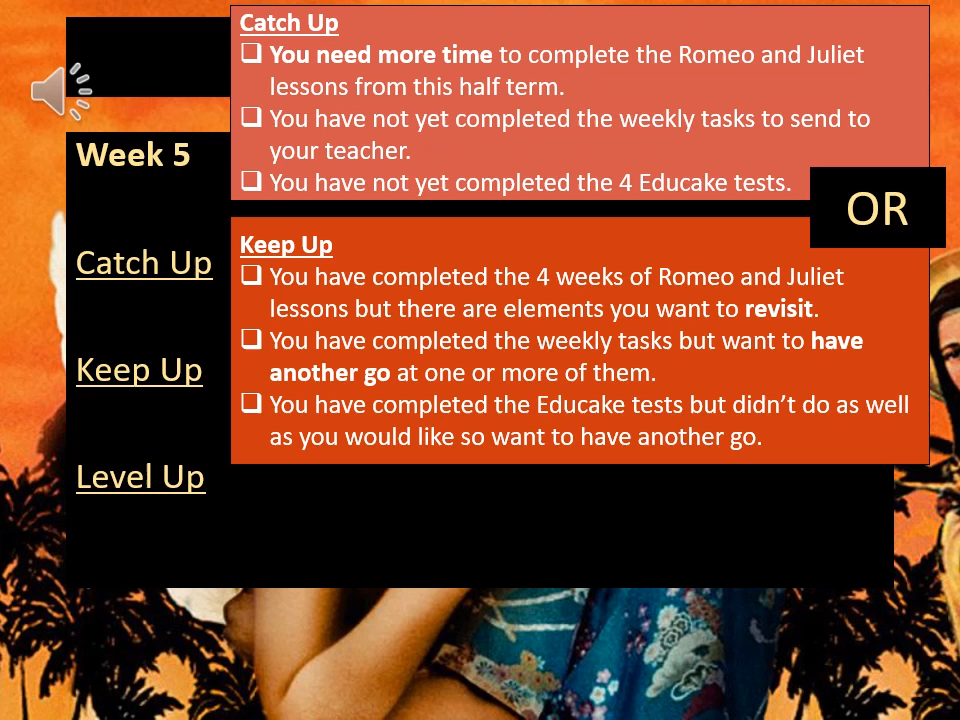 Catch Up
❑ You need more time to complete the Romeo and Juliet
lessons from this half term.
❑ You have not yet completed the weekly tasks to send to
your teacher.
❑ You have not yet completed the 4 Educake tests.
OR
Keep Up
❑ You have completed the 4 weeks of Romeo and Juliet
lessons but there are elements you want to revisit.
❑ You have completed the weekly tasks but want to have
another go at one or more of them.
❑ You have completed the Educake tests but didn’t do as well
as you would like so want to have another go.
Week 5
Catch Up
Keep Up
Level Up